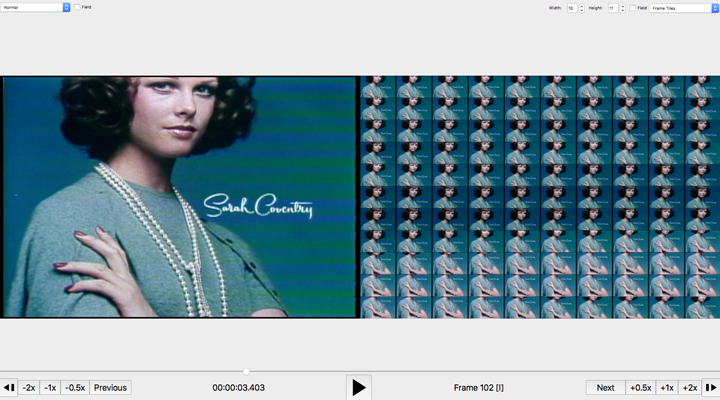 Normal
Field
Width: 10 Height: 11
Field
Frame Tiles
Sarah Coventry
-2x
-1x
-0.5x
Previous
00:00:03.403
Frame 102 [I]
Next
+0.5x
+1x
+2x